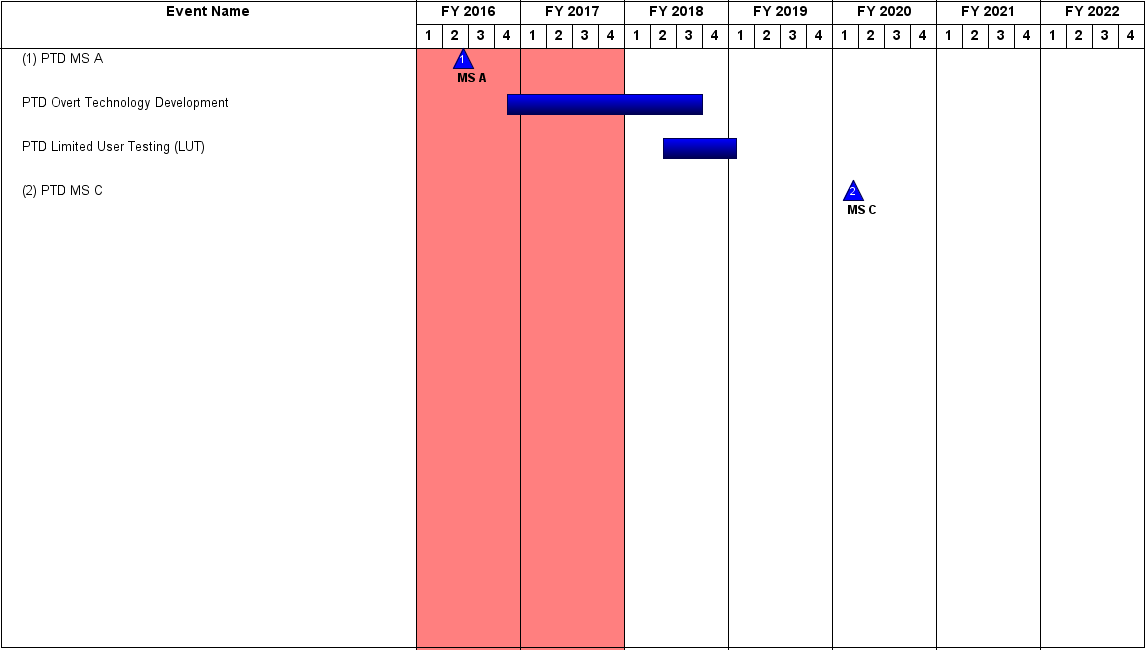 Event Name FY 2016 FY 2017 FY 2018 FY 2019 FY 2020 FY 2021 FY 2022
1 2 3 4 1 2 3 4 1 2 3 4 1 2 3 4 1 2 3 4 1 2 3 4 1 2 3 4
(1) PTD MS A 1
MS A
PTD Overt Technology Development
PTD Limited User Testing (LUT)
(2) PTD MS C 2
MS C